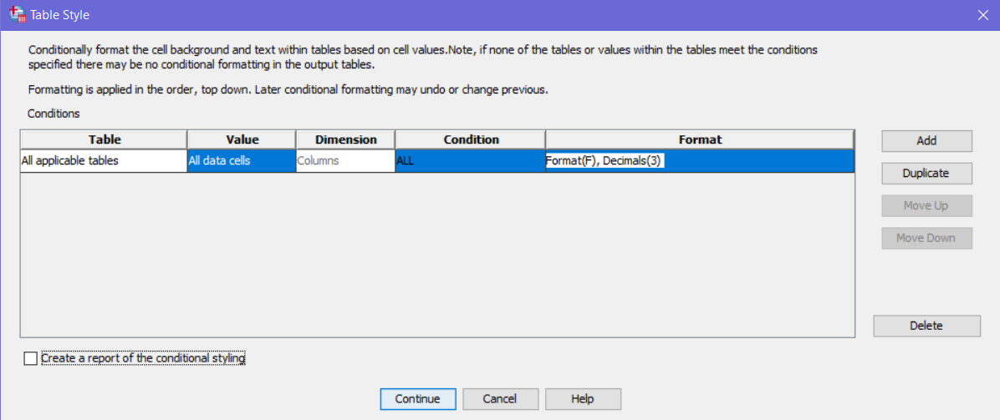 Table Style
Conditionally format the cell background and text within tables based on cell values.Note, if none of the tables or values within the tables meet the conditions
specified there may be no conditional formatting in the output tables.
Formatting is applied in the order, top down. Later conditional formatting may undo or change previous.
Conditions
Table Value Dimension Condition Format
All applicable tables All data cells Columns ALL Format(F), Decimals(3)
Add
Duplicate
Move Up
Move Down
Delete
Create a report of the conditional styling
Continue Cancel Help